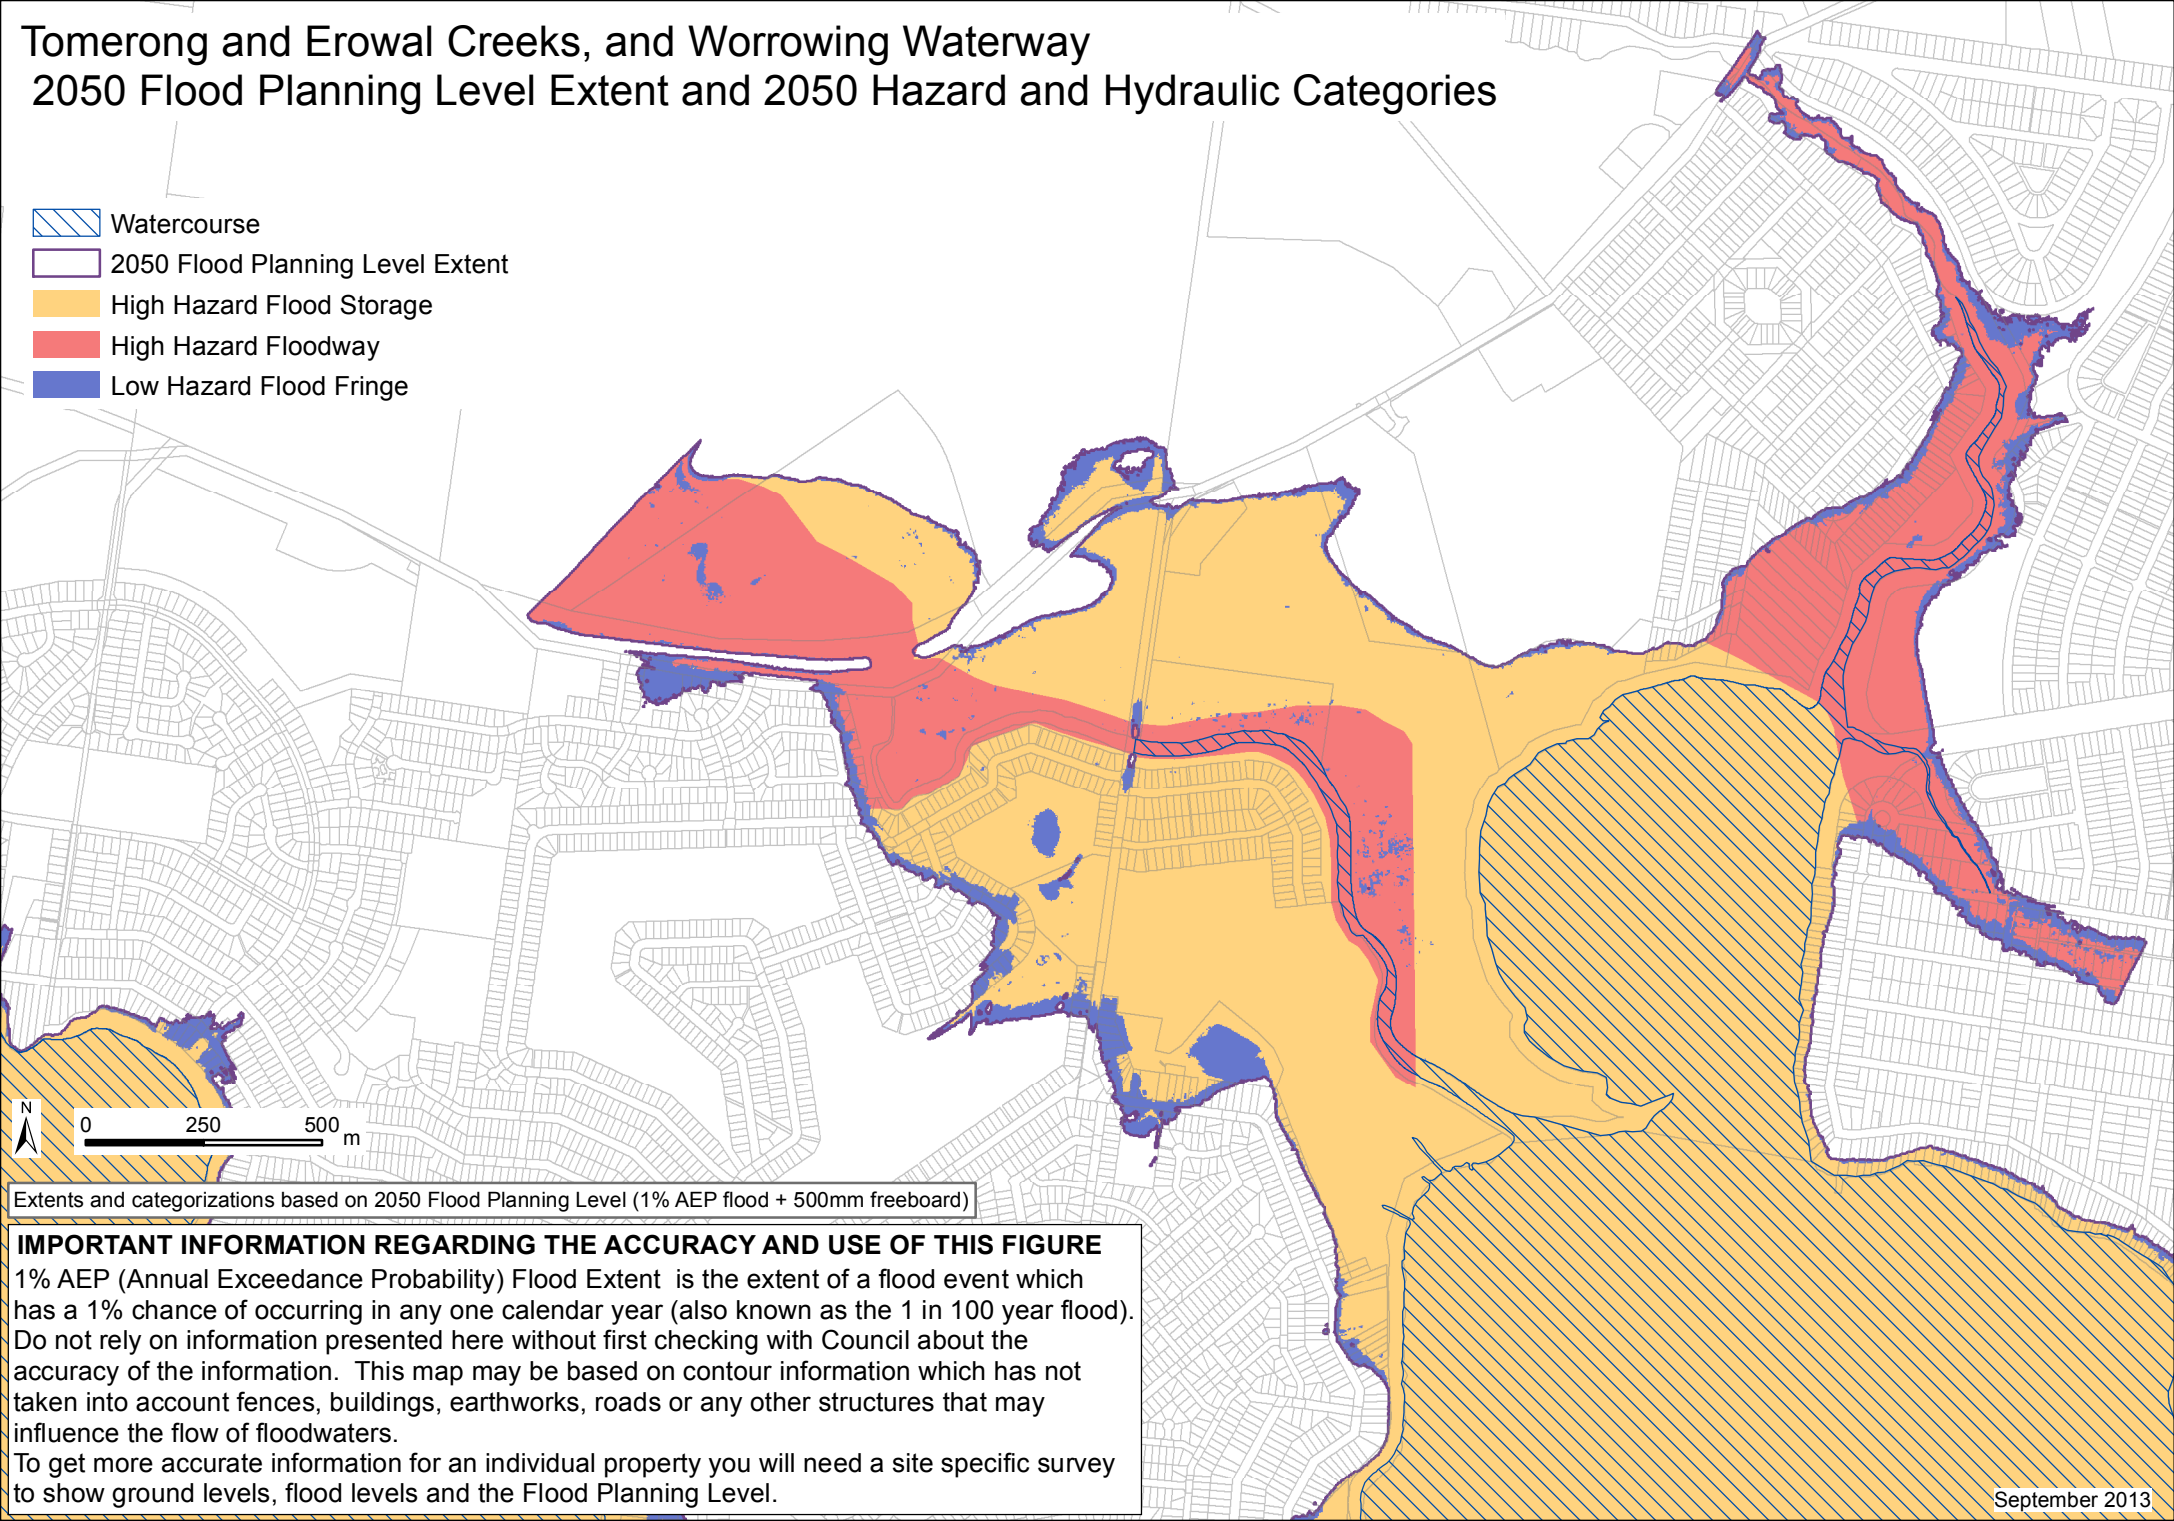 Tomerong and Erowal Creeks, and Worrowing Waterway
2050 Flood Planning Level Extent and 2050 Hazard and Hydraulic Categories
Watercourse
2050 Flood Planning Level Extent
High Hazard Flood Storage
High Hazard Floodway
Low Hazard Flood Fringe
N
0 250 500 m
Extents and categorizations based on 2050 Flood Planning Level (1% AEP flood + 500mm freeboard)
IMPORTANT INFORMATION REGARDING THE ACCURACY AND USE OF THIS FIGURE
1% AEP (Annual Exceedance Probability) Flood Extent  is the extent of a flood event which
has a 1% chance of occurring in any one calendar year (also known as the 1 in 100 year flood).
Do not rely on information presented here without first checking with Council about the
accuracy of the information.  This map may be based on contour information which has not
taken into account fences, buildings, earthworks, roads or any other structures that may
influence the flow of floodwaters.
To get more accurate information for an individual property you will need a site specific survey
to show ground levels, flood levels and the Flood Planning Level.
September 2013